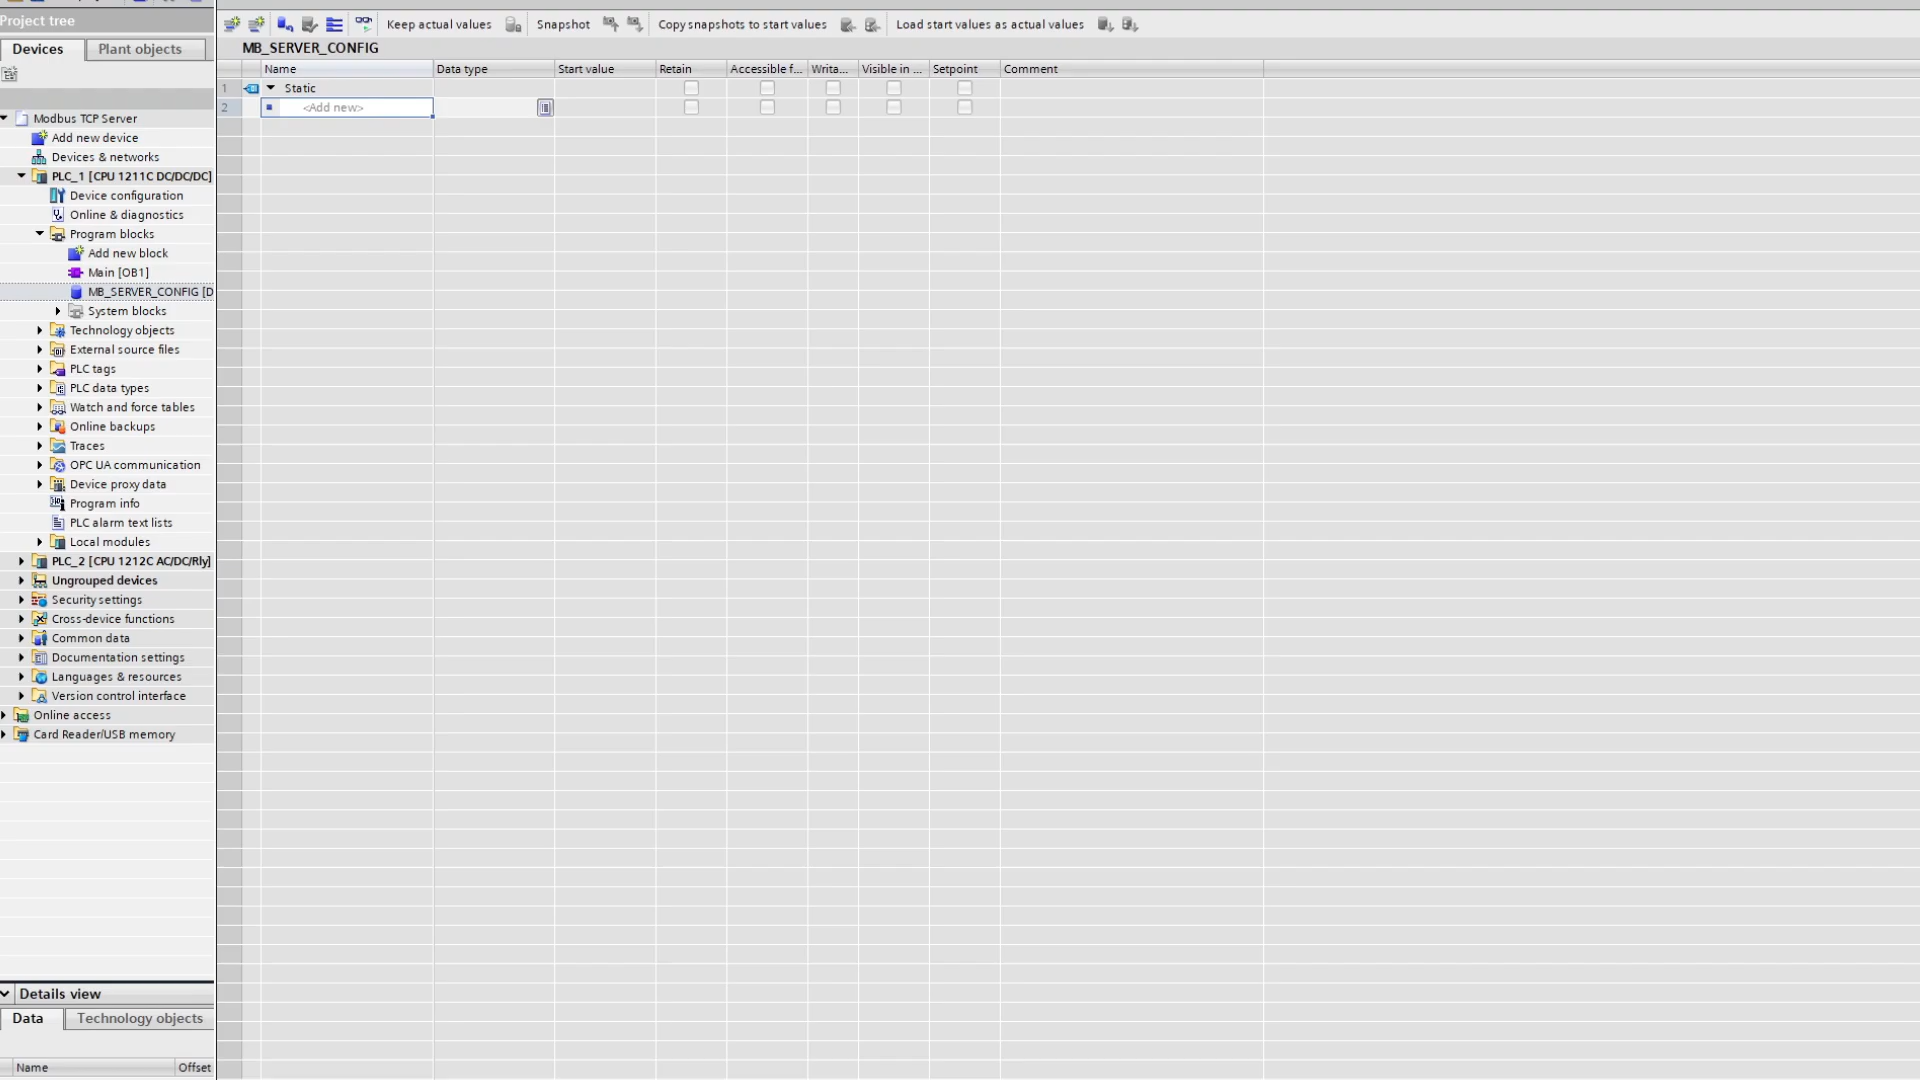 Project tree
Devices
Plant objects
Modbus TCP Server
Add new device
Devices & networks
PLC_1 [CPU 1211C DC/DC/DC]
Device configuration
Online & diagnostics
Program blocks
Add new block
Main [OB1]
MB_SERVER_CONFIG [D
System blocks
Technology objects
External source files
PLC tags
PLC data types
Watch and force tables
Online backups
Traces
OPC UA communication
Device proxy data
Program info
PLC alarm text lists
Local modules
PLC_2 [CPU 1212C AC/DC/Rly]
Ungrouped devices
Security settings
Cross-device functions
Common data
Documentation settings
Languages & resources
Version control interface
Online access
Card Reader/USB memory
Details view
Data
Technology objects
Name Offset
Keep actual values Snapshot Copy snapshots to start values Load start values as actual values
MB_SERVER_CONFIG
Name Data type Start value Retain Accessible f... Writa... Visible in ... Setpoint Comment
1 Static
2 <Add new>